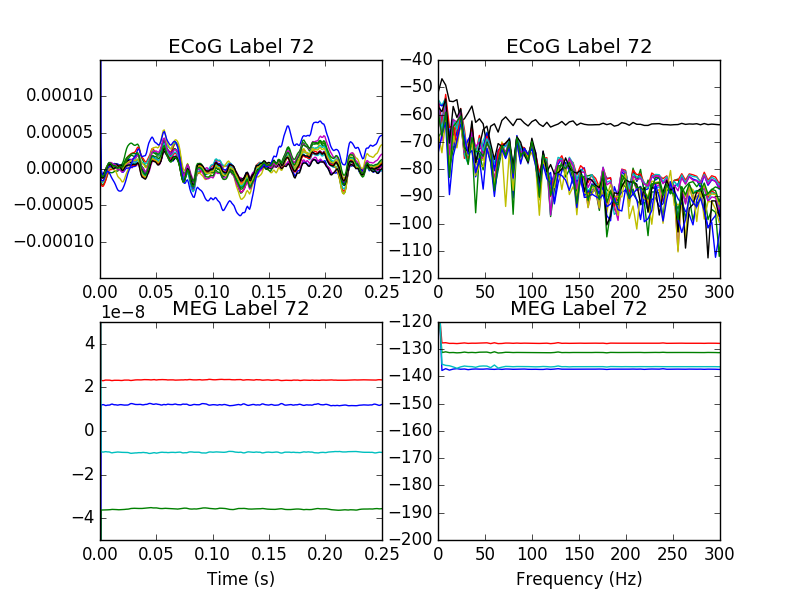 ECoG Label 72
0.00010
0.00005
0.00000
−0.00005
−0.00010
0.00 0.05 0.10 0.15 0.20 0.25
ECoG Label 72
−40
−50
−60
−70
−80
−90
−100
−110
−120
0 50 100 150 200 250 300
MEG Label 72
1e−8
4
2
0
−2
−4
0.00 0.05 0.10 0.15 0.20 0.25
Time (s)
MEG Label 72
−120
−130
−140
−150
−160
−170
−180
−190
−200
0 50 100 150 200 250 300
Frequency (Hz)